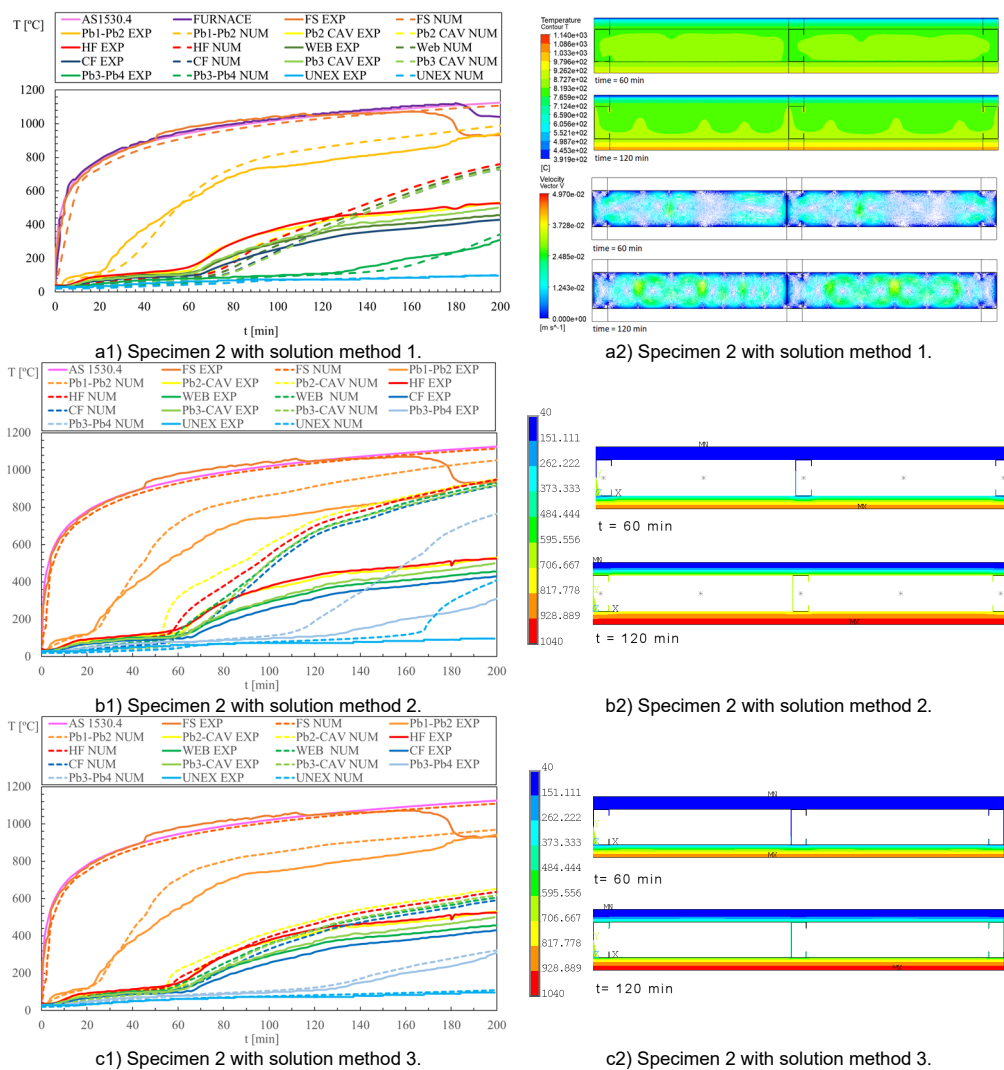 T [ºC]
AS1530.4 FURNACE FS EXP FS NUM
Pb1-Pb2 EXP Pb1-Pb2 NUM Pb2 CAV EXP Pb2 CAV NUM
HF EXP HF NUM WEB EXP Web NUM
CF EXP CF NUM Pb3 CAV EXP Pb3 CAV NUM
Pb3-Pb4 EXP Pb3-Pb4 NUM UNEX EXP UNEX NUM
1200
1000
800
600
400
200
0
0 20 40 60 80 100 120 140 160 180 200
t [min]
a1) Specimen 2 with solution method 1.
Temperature
Contour T
1.140e+03
1.086e+03
1.033e+03
9.796e+02
9.262e+02
8.727e+02
8.193e+02
7.659e+02
7.124e+02
6.590e+02
6.056e+02
5.521e+02
4.987e+02
4.453e+02
3.919e+02
[C]
time = 60 min
time = 120 min
Velocity
Vector V
4.970e-02
3.728e-02
2.485e-02
1.243e-02
0.000e+00
[m s^-1]
time = 60 min
time = 120 min
a2) Specimen 2 with solution method 1.
T [ºC]
AS 1530.4 FS EXP FS NUM Pb1-Pb2 EXP
Pb1-Pb2 NUM Pb2-CAV EXP Pb2-CAV NUM HF EXP
HF NUM WEB EXP WEB NUM CF EXP
CF NUM Pb3-CAV EXP Pb3-CAV NUM Pb3-Pb4 EXP
Pb3-Pb4 NUM UNEX EXP UNEX NUM
1200
1000
800
600
400
200
0
0 20 40 60 80 100 120 140 160 180 200
t [min]
b1) Specimen 2 with solution method 2.
40
151.111
262.222
373.333
484.444
595.556
706.667
817.778
928.889
1040
MN
X
MX
t = 60 min
MN
X
MX
t = 120 min
b2) Specimen 2 with solution method 2.
T [ºC]
AS 1530.4 FS EXP FS NUM Pb1-Pb2 EXP
Pb1-Pb2 NUM Pb2-CAV EXP Pb2-CAV NUM HF EXP
HF NUM WEB EXP WEB NUM CF EXP
CF NUM Pb3-CAV EXP Pb3-CAV NUM Pb3-Pb4 EXP
Pb3-Pb4 NUM UNEX EXP UNEX NUM
1200
1000
800
600
400
200
0
0 20 40 60 80 100 120 140 160 180 200
t [min]
c1) Specimen 2 with solution method 3.
40
151.111
262.222
373.333
484.444
595.556
706.667
817.778
928.889
1040
MN
X
MX
t= 60 min
MN
X
MX
t= 120 min
c2) Specimen 2 with solution method 3.